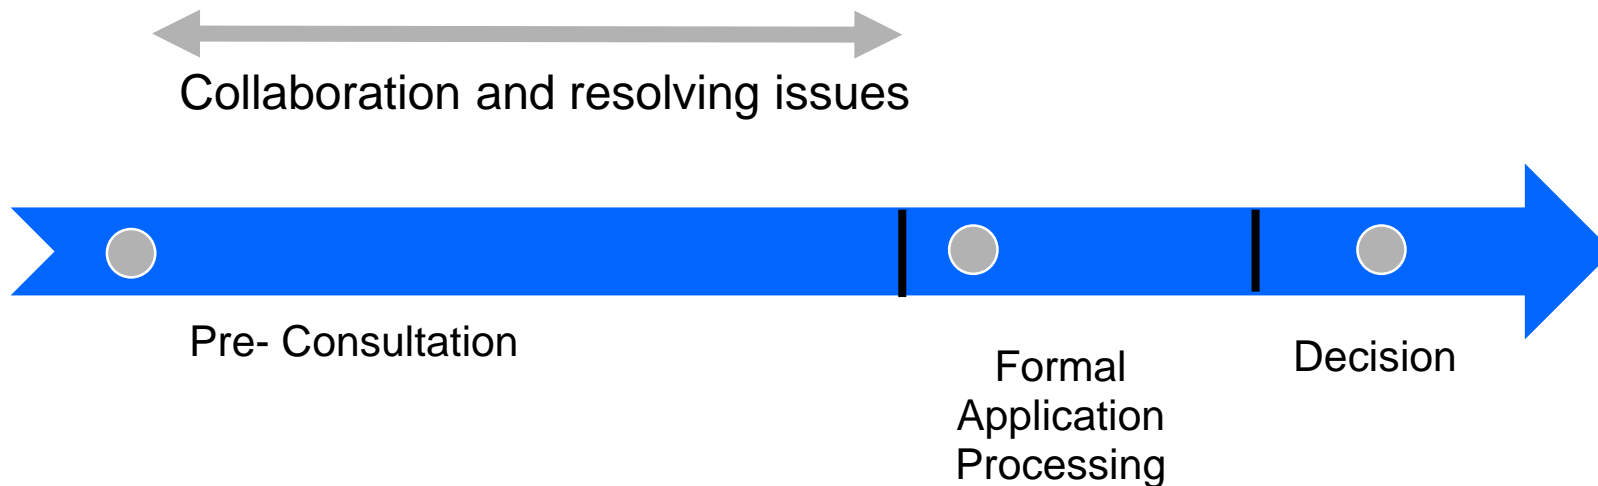 Collaboration and resolving issues
Pre- Consultation
Formal
Application
Processing
Decision